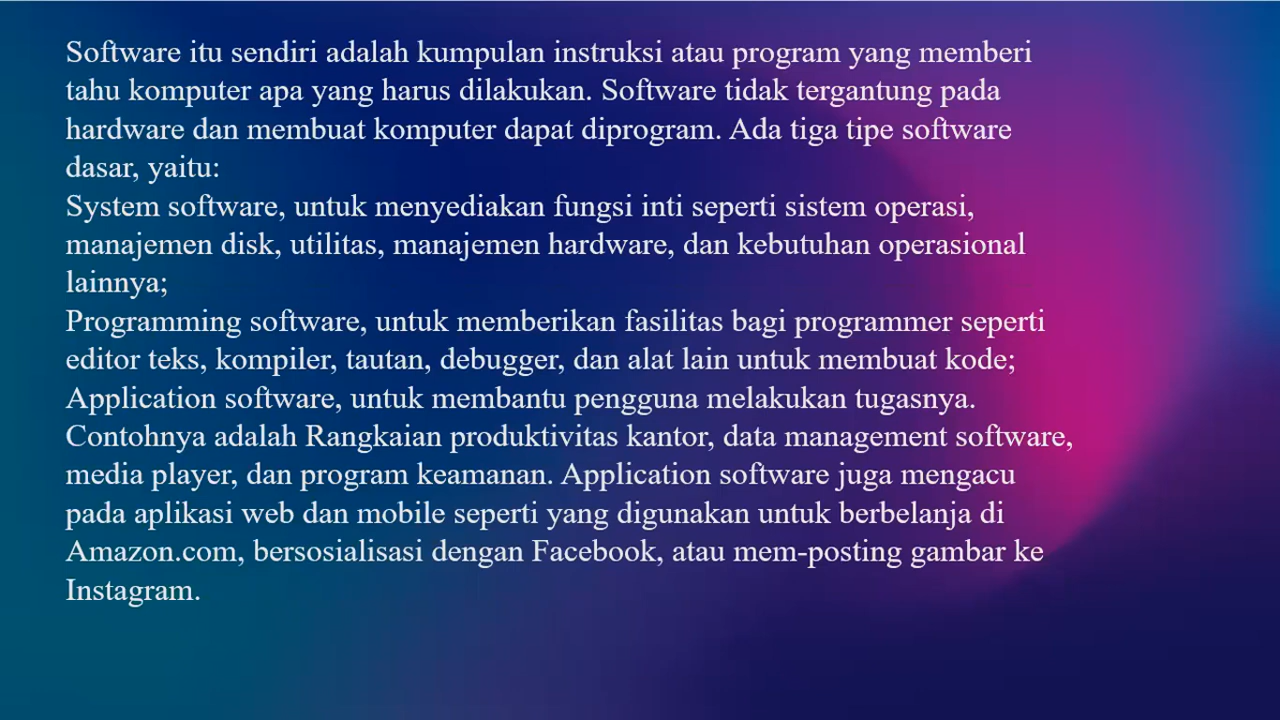 Software itu sendiri adalah kumpulan instruksi atau program yang memberi
tahu komputer apa yang harus dilakukan. Software tidak tergantung pada
hardware dan membuat komputer dapat diprogram. Ada tiga tipe software
dasar, yaitu:
System software, untuk menyediakan fungsi inti seperti sistem operasi,
manajemen disk, utilitas, manajemen hardware, dan kebutuhan operasional
lainnya;
Programming software, untuk memberikan fasilitas bagi programmer seperti
editor teks, kompiler, tautan, debugger, dan alat lain untuk membuat kode;
Application software, untuk membantu pengguna melakukan tugasnya.
Contohnya adalah Rangkaian produktivitas kantor, data management software,
media player, dan program keamanan. Application software juga mengacu
pada aplikasi web dan mobile seperti yang digunakan untuk berbelanja di
Amazon.com, bersosialisasi dengan Facebook, atau mem-posting gambar ke
Instagram.